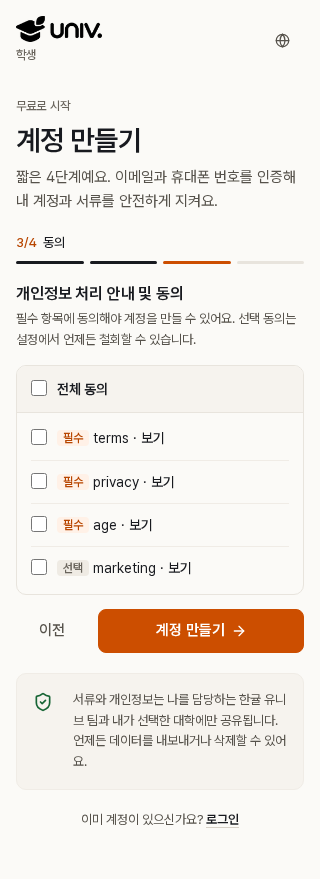 UNIV.
학생
무료로 시작
계정 만들기
짧은 4단계예요. 이메일과 휴대폰 번호를 인증해
내 계정과 서류를 안전하게 지켜요.
3/4 동의
개인정보 처리 안내 및 동의
필수 항목에 동의해야 계정을 만들 수 있어요. 선택 동의는
설정에서 언제든 철회할 수 있습니다.
전체 동의
필수 terms · 보기
필수 privacy · 보기
필수 age · 보기
선택 marketing · 보기
이전
계정 만들기 →
서류와 개인정보는 나를 담당하는 한귤 유니
브 팀과 내가 선택한 대학에만 공유됩니다.
언제든 데이터를 내보내거나 삭제할 수 있어
요.
이미 계정이 있으신가요? 로그인